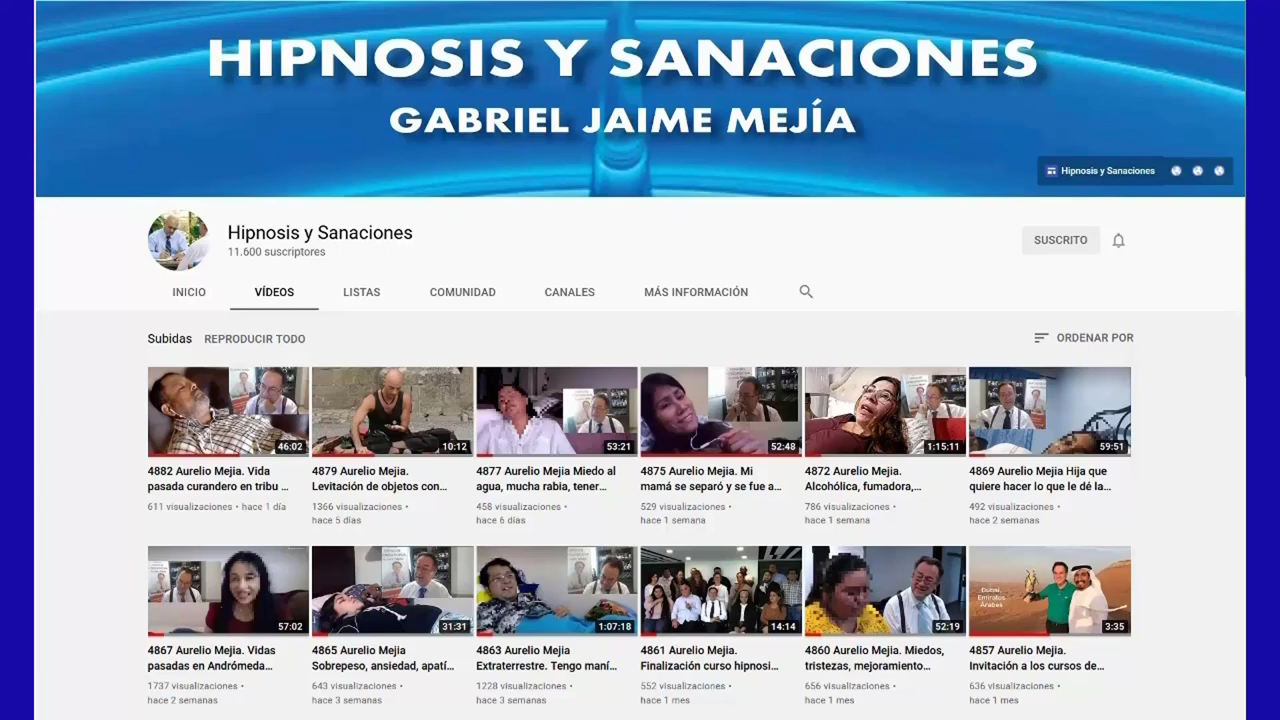 HIPNOSIS Y SANACIONES
GABRIEL JAIME MEJÍA
Hipnosis y Sanaciones
Hipnosis y Sanaciones
11.600 suscriptores
SUSCRITO
INICIO VÍDEOS LISTAS COMUNIDAD CANALES MÁS INFORMACIÓN
Subidas REPRODUCIR TODO
ORDENAR POR
46:02
4882 Aurelio Mejia. Vida
pasada curandero en tribu ...
611 visualizaciones • hace 1 día
10:12
4879 Aurelio Mejia.
Levitación de objetos con...
1366 visualizaciones •
hace 5 días
53:21
4877 Aurelio Mejia Miedo al
agua, mucha rabia, tener...
458 visualizaciones •
hace 6 días
52:48
4875 Aurelio Mejia. Mi
mamá se separó y se fue a...
529 visualizaciones •
hace 1 semana
1:15:11
4872 Aurelio Mejia.
Alcohólica, fumadora,...
786 visualizaciones •
hace 1 semana
59:51
4869 Aurelio Mejia Hija que
quiere hacer lo que le dé la...
492 visualizaciones •
hace 2 semanas
57:02
4867 Aurelio Mejia. Vidas
pasadas en Andrómeda...
1737 visualizaciones •
hace 2 semanas
31:31
4865 Aurelio Mejia
Sobrepeso, ansiedad, apatí...
643 visualizaciones •
hace 3 semanas
1:07:18
4863 Aurelio Mejia
Extraterrestre. Tengo maní...
1228 visualizaciones •
hace 3 semanas
14:14
4861 Aurelio Mejia.
Finalización curso hipnosi...
552 visualizaciones •
hace 1 mes
52:19
4860 Aurelio Mejia. Miedos,
tristezas, mejoramiento...
656 visualizaciones •
hace 1 mes
Dubai,
Emiratos
Árabes
3:35
4857 Aurelio Mejia.
Invitación a los cursos de...
636 visualizaciones •
hace 1 mes